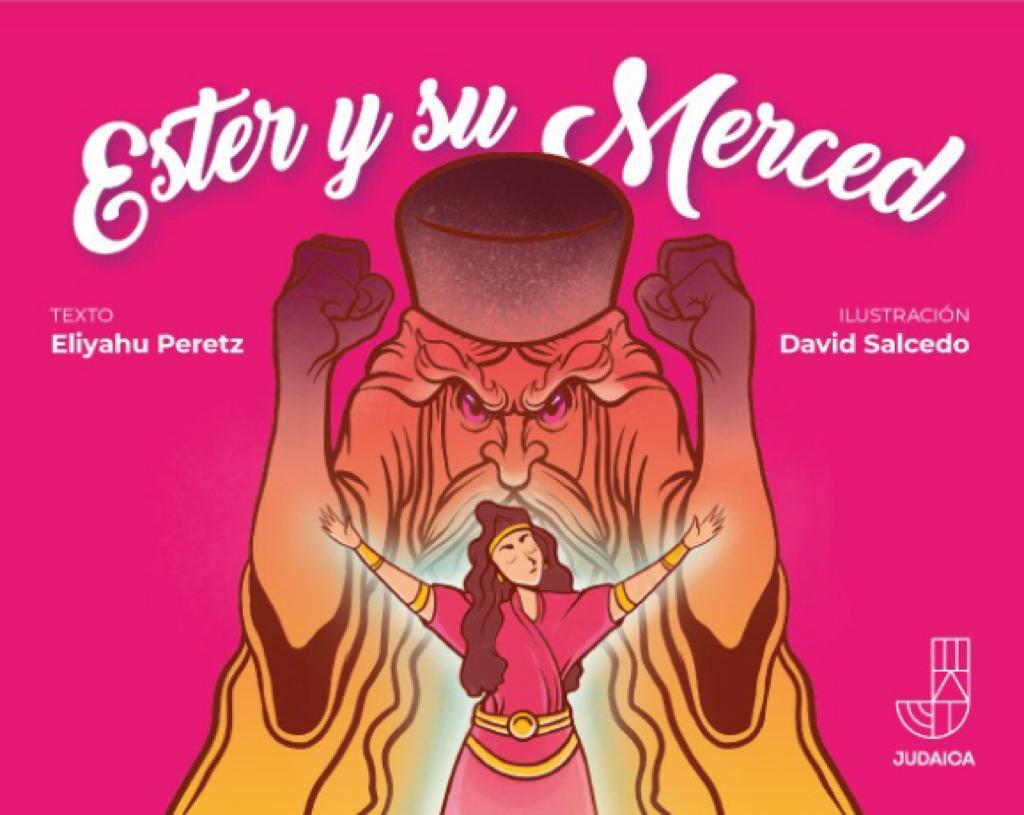 Ester y su Merced
TEXTO
Eliyahu Peretz
ILUSTRACIÓN
David Salcedo
JUDAICA